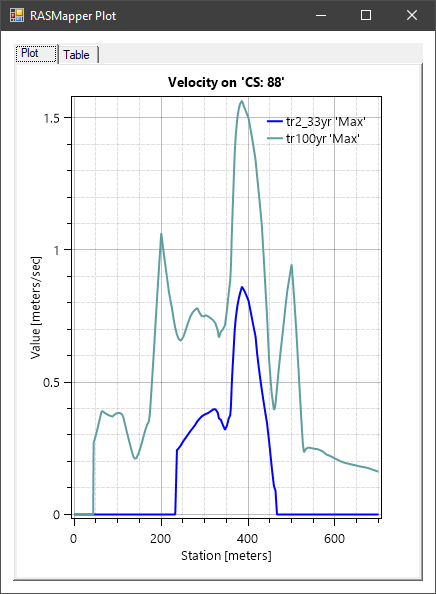 RASMapper Plot
Plot Table
Velocity on 'CS: 88'
tr2_33yr 'Max'
tr100yr 'Max'
1.5
1
0.5
0
Value [meters/sec]
0 200 400 600
Station [meters]